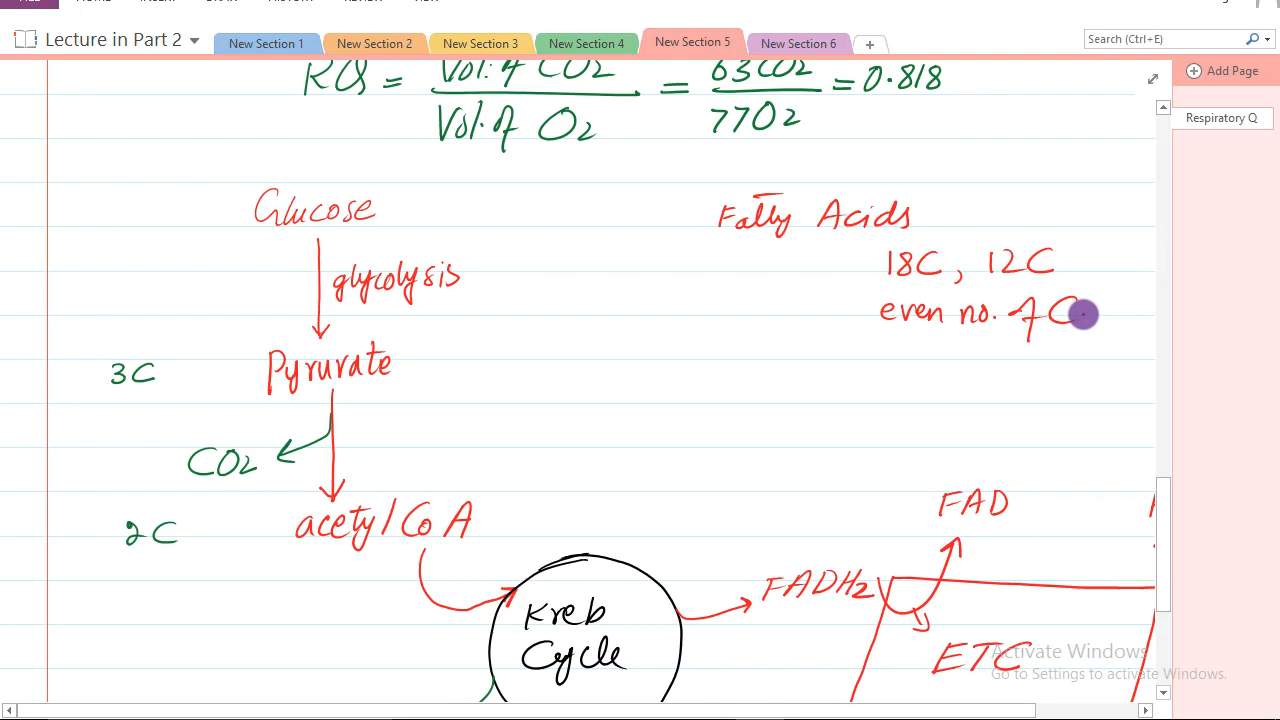 Lecture in Part 2
New Section 1
New Section 2
New Section 3
New Section 4
New Section 5
New Section 6
+
Search (Ctrl+E)
Add Page
Respiratory Q
RQ = Vol: of CO2 = 63CO2 = 0.818
Vol. of O2 77O2
Glucose
Fatty Acids
glycolysis
18C, 12C
even no. of C
3C
Pyruvate
CO2
2C
acetyl CoA
FAD
FADH2
Kreb
Cycle
ETC
Activate Windows
Go to Settings to activate Windows.